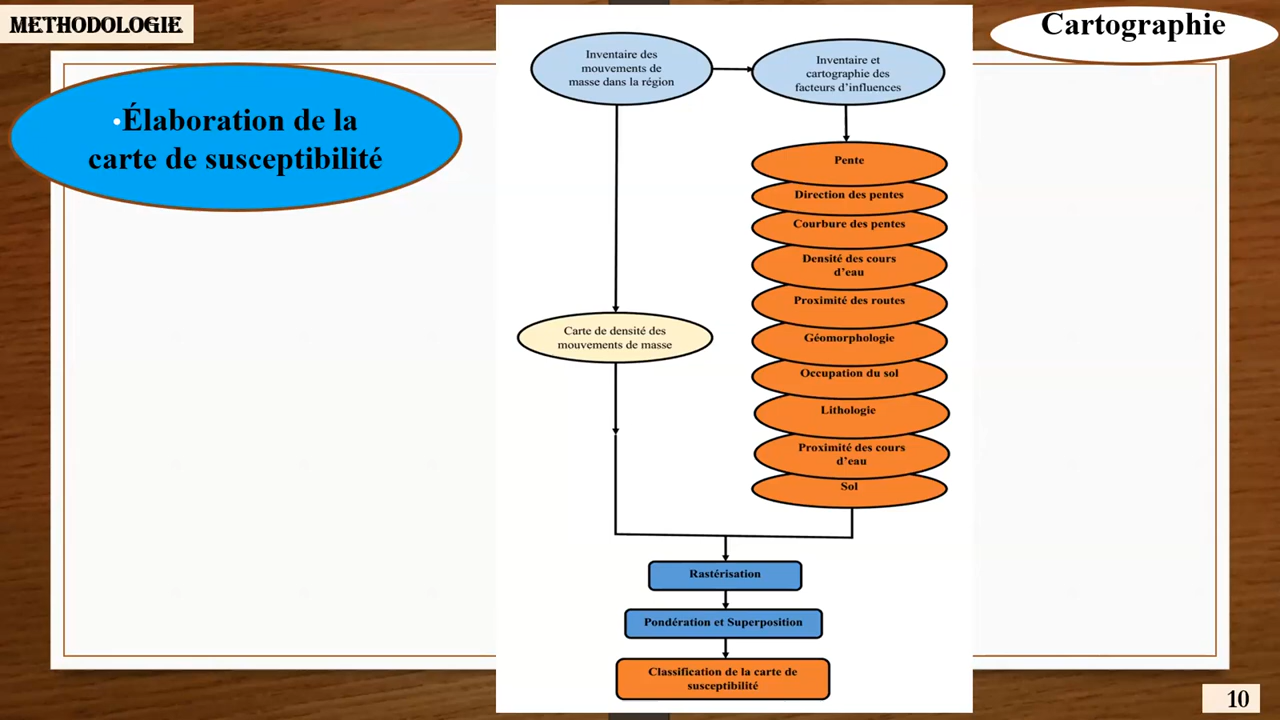 METHODOLOGIE
Cartographie
•Élaboration de la
carte de susceptibilité
Inventaire des
mouvements de
masse dans la région
Inventaire et
cartographie des
facteurs d’influences
Pente
Direction des pentes
Courbure des pentes
Densité des cours
d’eau
Proximité des routes
Géomorphologie
Occupation du sol
Lithologie
Proximité des cours
d’eau
Sol
Carte de densité des
mouvements de masse
Rastérisation
Pondération et Superposition
Classification de la carte de
susceptibilité
10